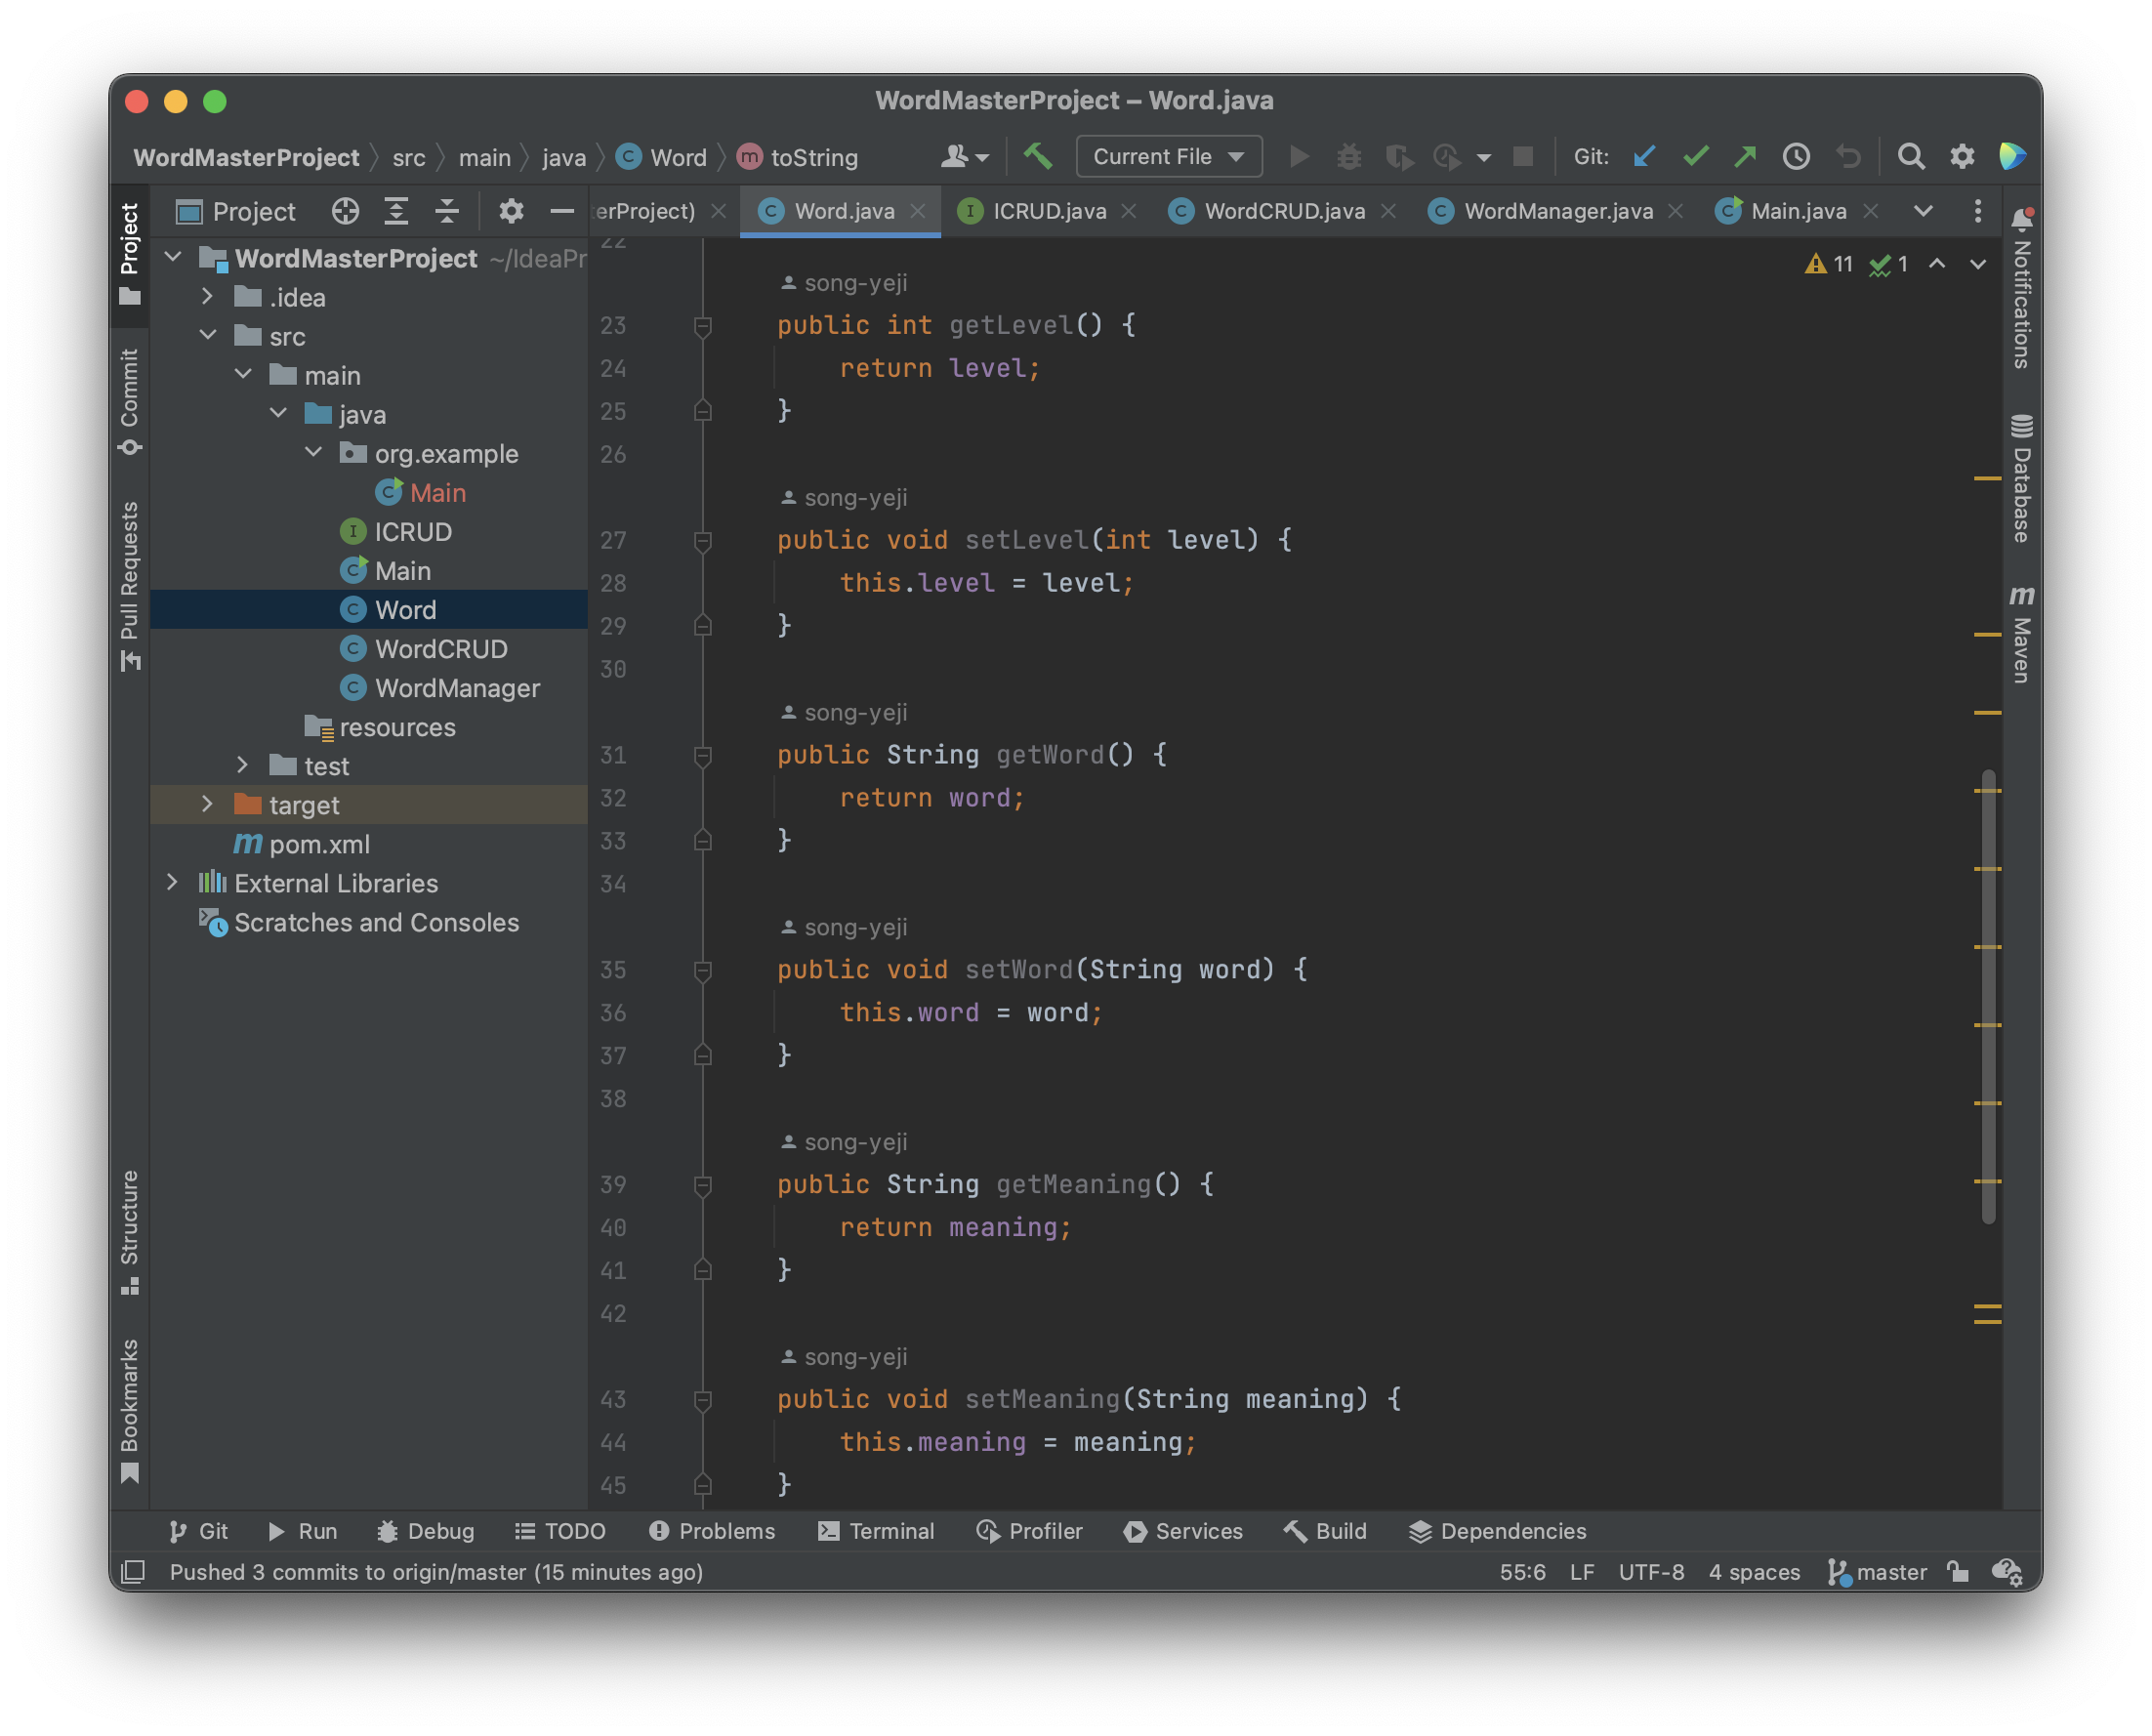 WordMasterProject – Word.java
WordMasterProject src main java Word toString Current File Git:
Project
erProject) Word.java ICRUD.java WordCRUD.java WordManager.java Main.java
Project
Commit
Pull Requests
Structure
Bookmarks
WordMasterProject ~/IdeaPr
.idea
src
main
java
org.example
Main
ICRUD
Main
Word
WordCRUD
WordManager
resources
test
target
pom.xml
External Libraries
Scratches and Consoles
11 1
22
song-yeji
23 public int getLevel() {
24 return level;
25 }
26
song-yeji
27 public void setLevel(int level) {
28 this.level = level;
29 }
30
song-yeji
31 public String getWord() {
32 return word;
33 }
34
song-yeji
35 public void setWord(String word) {
36 this.word = word;
37 }
38
song-yeji
39 public String getMeaning() {
40 return meaning;
41 }
42
song-yeji
43 public void setMeaning(String meaning) {
44 this.meaning = meaning;
45 }
Notifications
Database
Maven
Git Run Debug TODO Problems Terminal Profiler Services Build Dependencies
Pushed 3 commits to origin/master (15 minutes ago) 55:6 LF UTF-8 4 spaces master